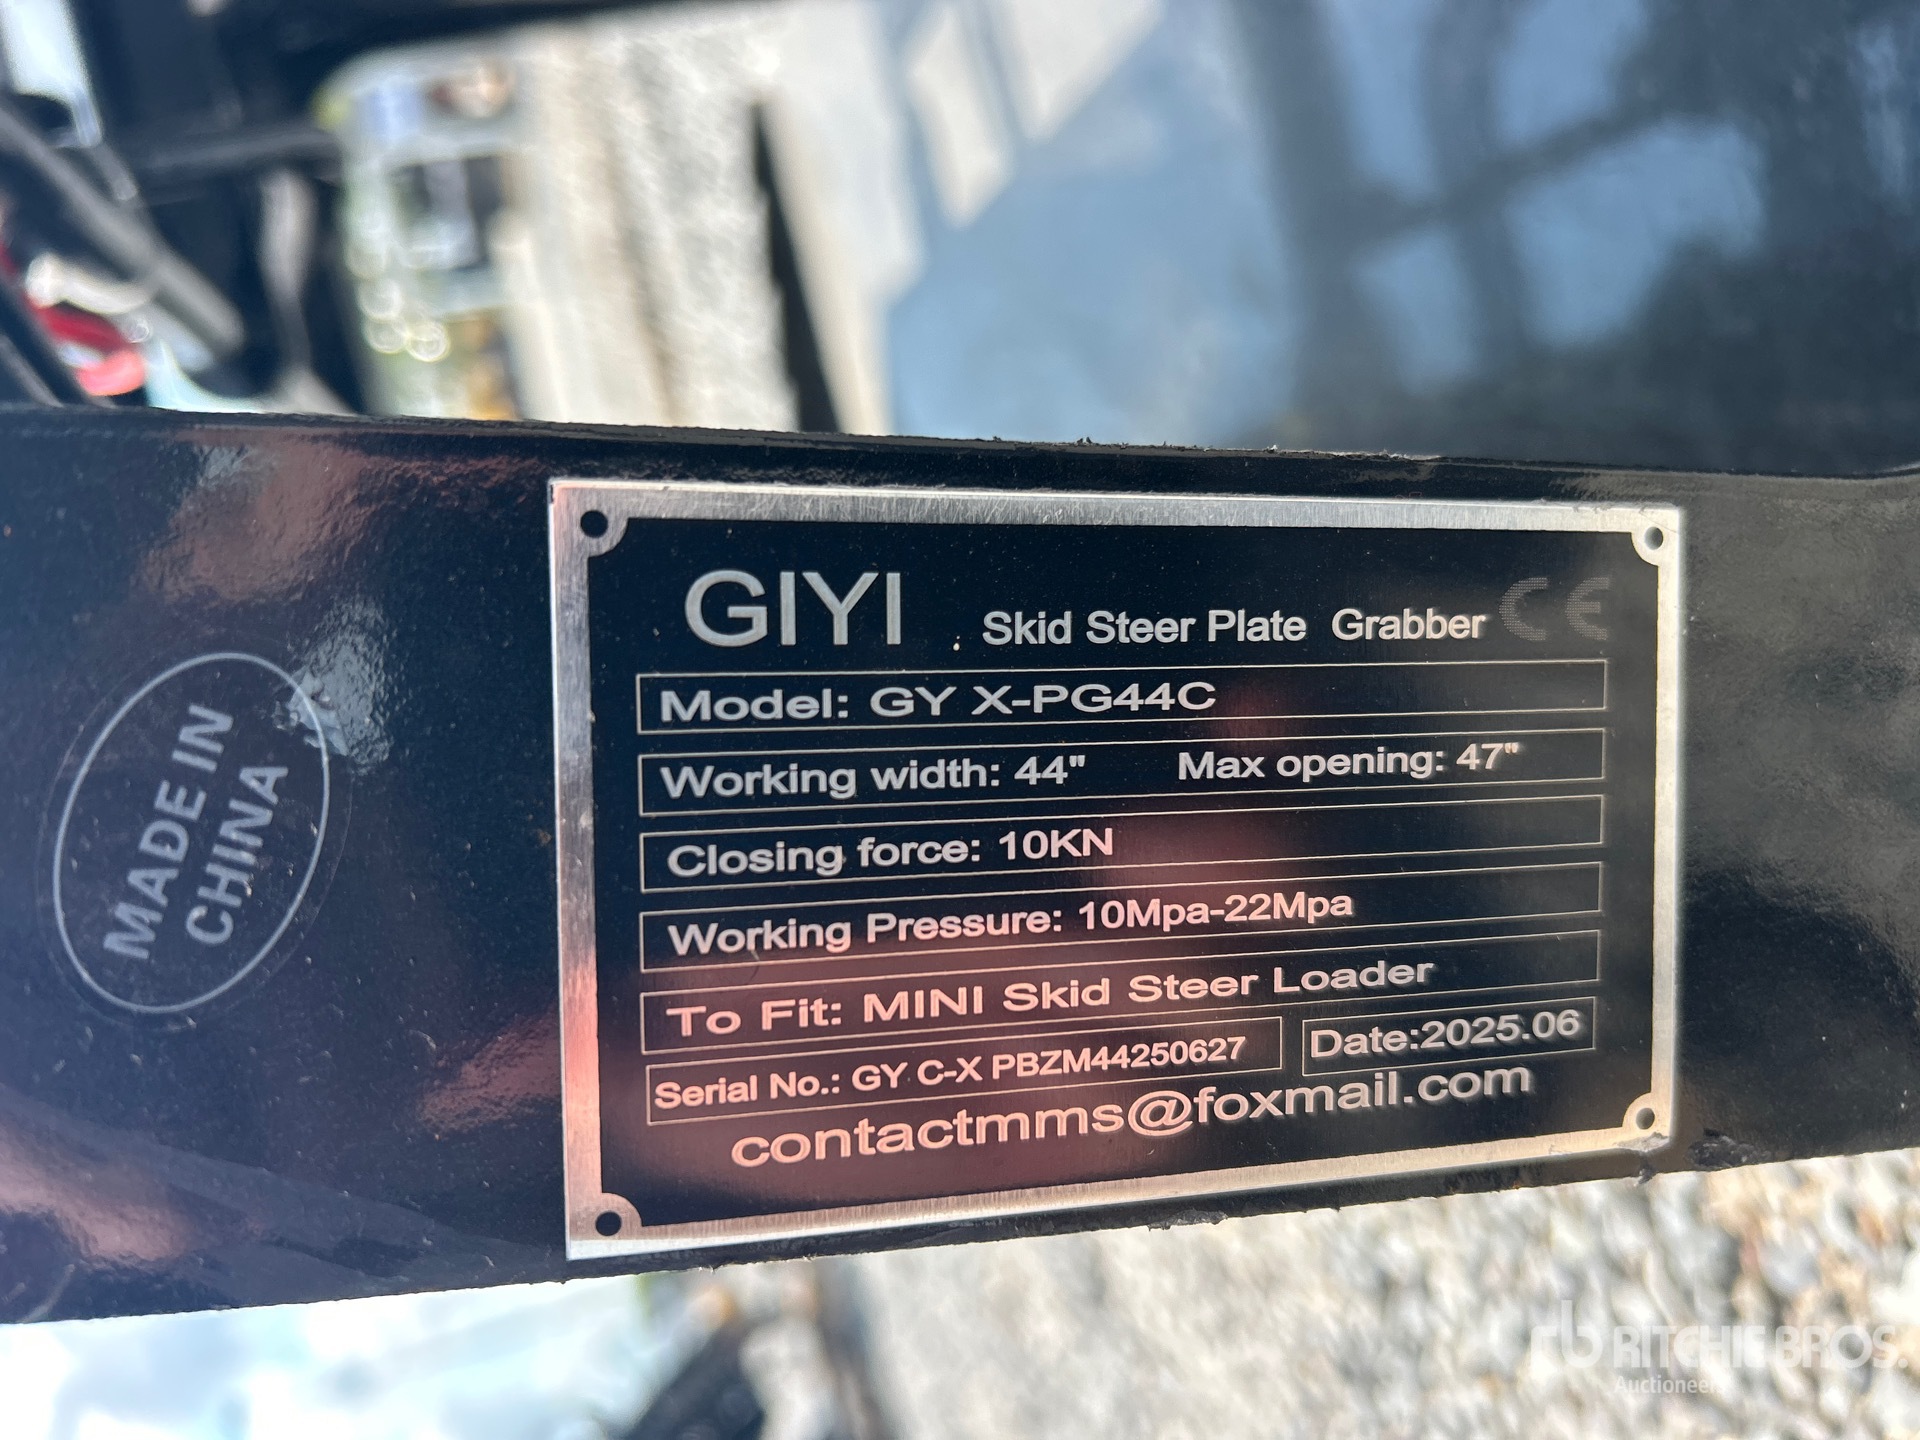 GIYI Skid Steer Plate Grabber CE
Model: GY X-PG44C
Working width: 44" Max opening: 47"
Closing force: 10KN
Working Pressure: 10Mpa-22Mpa
To Fit: MINI Skid Steer Loader
Serial No.: GY C-X PBZM44250627 Date:2025.06
contactmms@foxmail.com
MADE IN
CHINA
rb RITCHIE BROS.
Auctioneers